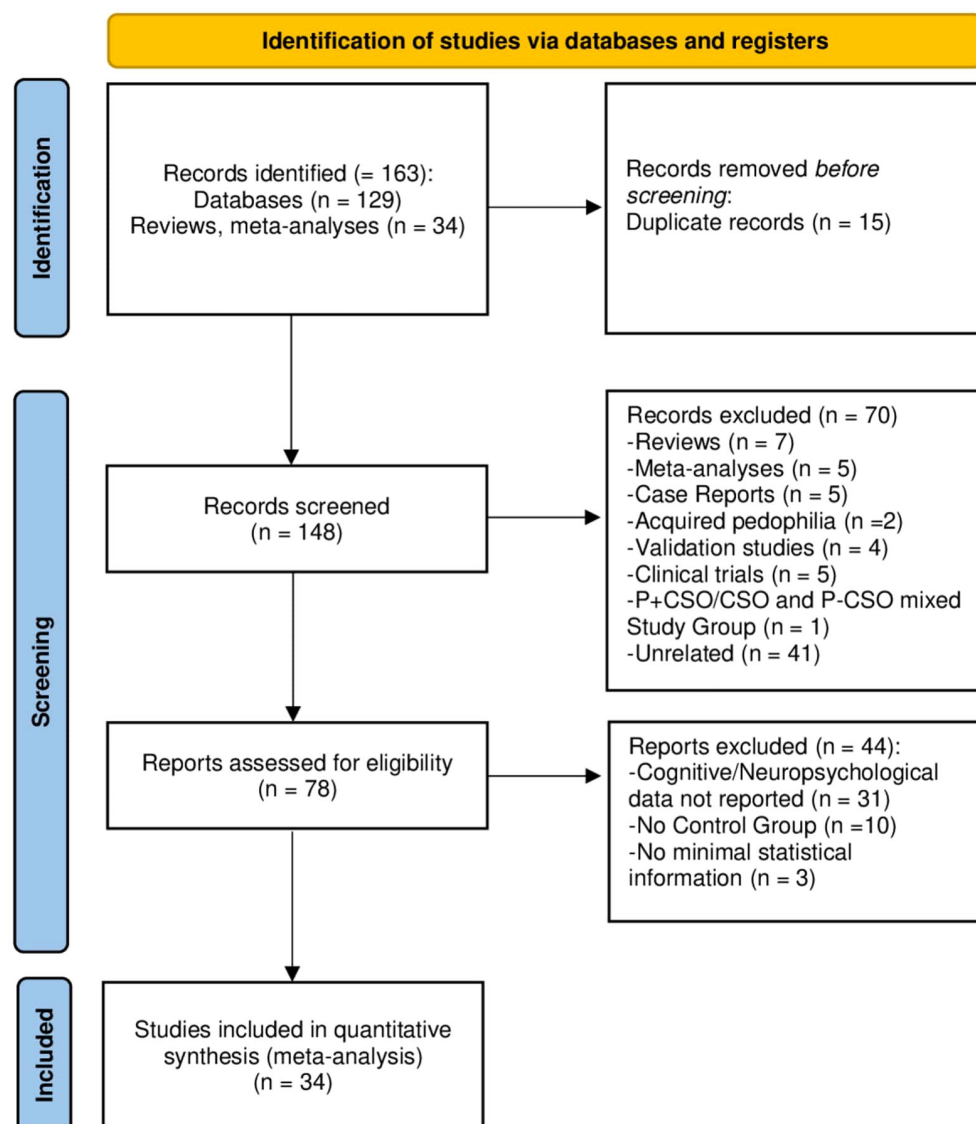 Identification of studies via databases and registers
Identification
Records identified (= 163):
Databases (n = 129)
Reviews, meta-analyses (n = 34)
Records removed before
screening:
Duplicate records (n = 15)
Screening
Records screened
(n = 148)
Records excluded (n = 70)
-Reviews (n = 7)
-Meta-analyses (n = 5)
-Case Reports (n = 5)
-Acquired pedophilia (n =2)
-Validation studies (n = 4)
-Clinical trials (n = 5)
-P+CSO/CSO and P-CSO mixed
Study Group (n = 1)
-Unrelated (n = 41)
Reports assessed for eligibility
(n = 78)
Reports excluded (n = 44):
-Cognitive/Neuropsychological
data not reported (n = 31)
-No Control Group (n =10)
-No minimal statistical
information (n = 3)
Included
Studies included in quantitative
synthesis (meta-analysis)
(n = 34)